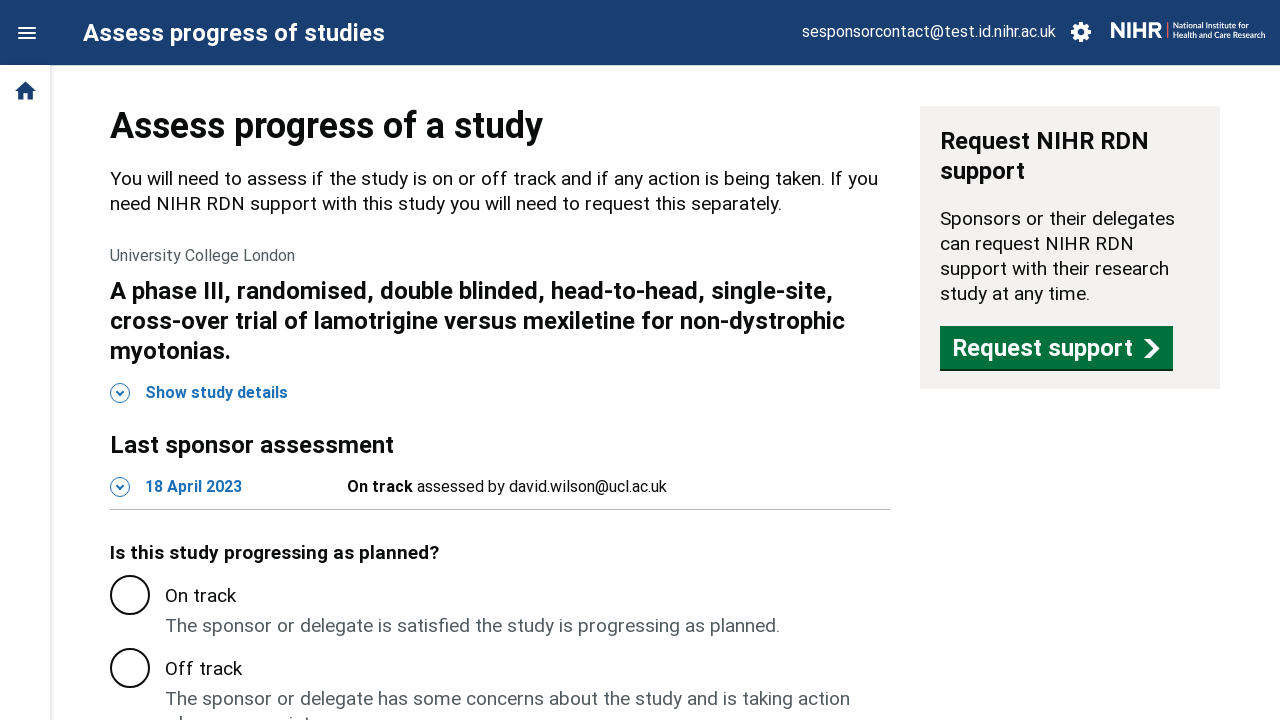 Assess progress of studies
sesponsorcontact@test.id.nihr.ac.uk
NIHR
National Institute for
Health and Care Research
Assess progress of a study
You will need to assess if the study is on or off track and if any action is being taken. If you
need NIHR RDN support with this study you will need to request this separately.
University College London
A phase III, randomised, double blinded, head-to-head, single-site,
cross-over trial of lamotrigine versus mexiletine for non-dystrophic
myotonias.
Show study details
Last sponsor assessment
18 April 2023
On track assessed by david.wilson@ucl.ac.uk
Is this study progressing as planned?
On track
The sponsor or delegate is satisfied the study is progressing as planned.
Off track
The sponsor or delegate has some concerns about the study and is taking action
Request NIHR RDN
support
Sponsors or their delegates
can request NIHR RDN
support with their research
study at any time.
Request support